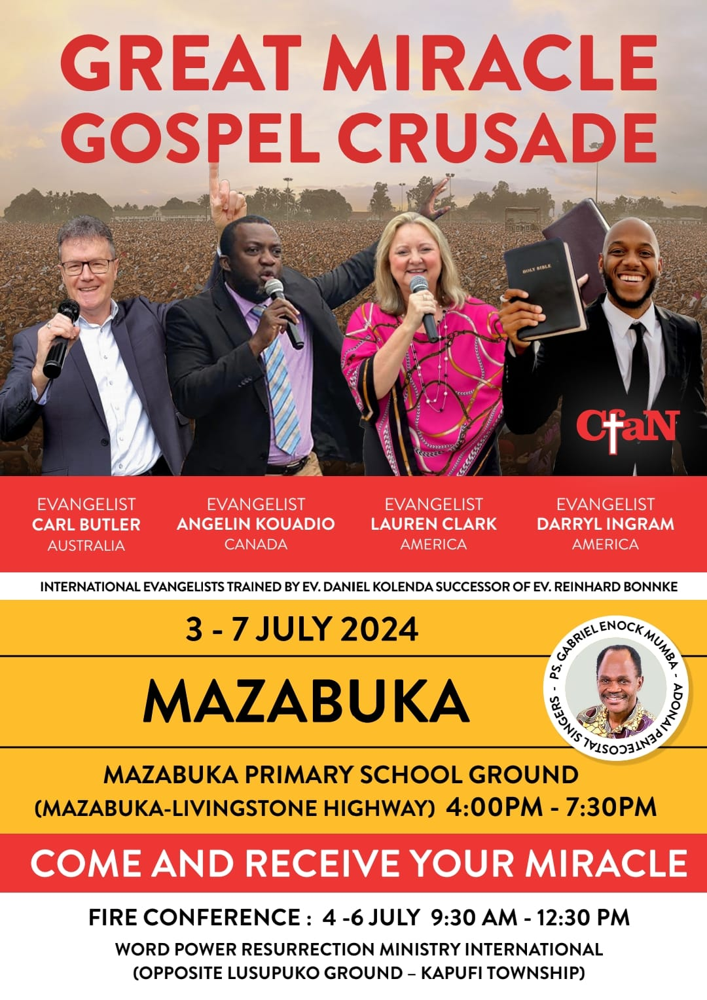 GREAT MIRACLE
GOSPEL CRUSADE
HOLY BIBLE
CfaN
EVANGELIST
CARL BUTLER
AUSTRALIA
EVANGELIST
ANGELIN KOUADIO
CANADA
EVANGELIST
LAUREN CLARK
AMERICA
EVANGELIST
DARRYL INGRAM
AMERICA
INTERNATIONAL EVANGELISTS TRAINED BY EV. DANIEL KOLENDA SUCCESSOR OF EV. REINHARD BONNKE
3 - 7 JULY 2024
PS. GABRIEL ENOCK MUMBA - ADONAI PENTECOSTAL SINGERS -
MAZABUKA
MAZABUKA PRIMARY SCHOOL GROUND
(MAZABUKA-LIVINGSTONE HIGHWAY) 4:00PM - 7:30PM
COME AND RECEIVE YOUR MIRACLE
FIRE CONFERENCE : 4 -6 JULY 9:30 AM - 12:30 PM
WORD POWER RESURRECTION MINISTRY INTERNATIONAL
(OPPOSITE LUSUPUKO GROUND – KAPUFI TOWNSHIP)